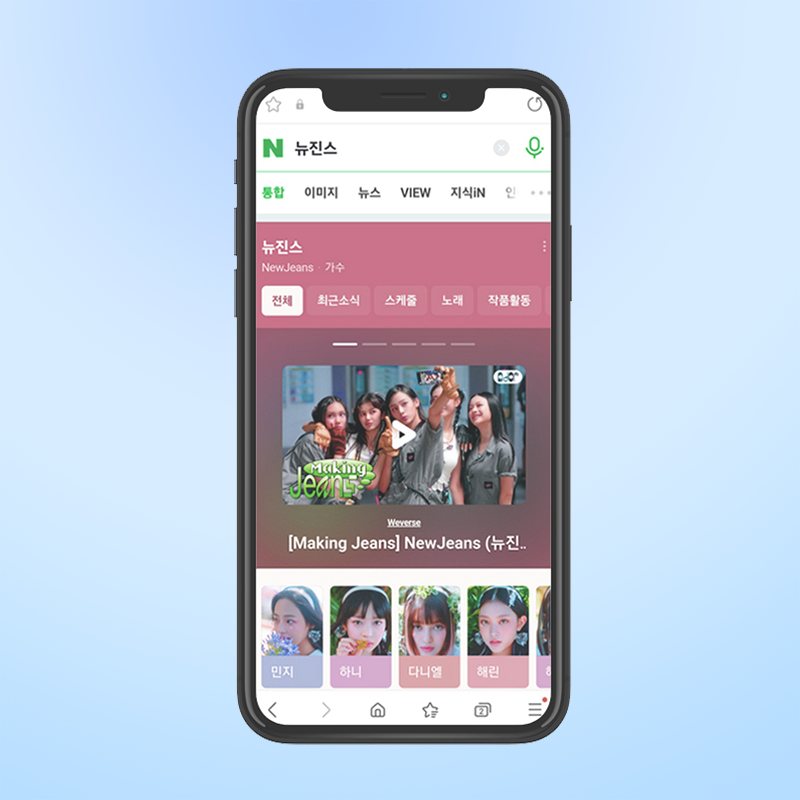 N 뉴진스
통합 이미지 뉴스 VIEW 지식iN 인
뉴진스
NewJeans · 가수
전체 최근소식 스케줄 노래 작품활동
Making
Jeans
Weverse
[Making Jeans] NewJeans (뉴진..
민지 하니 다니엘 해린
2